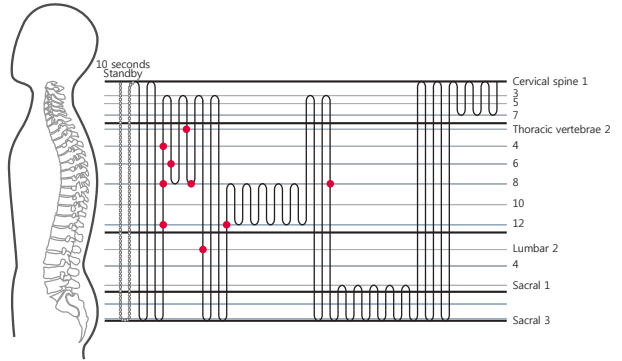 10 seconds
Standby
Cervical spine 1
3
5
7
Thoracic vertebrae 2
4
6
8
10
12
Lumbar 2
4
Sacral 1
Sacral 3